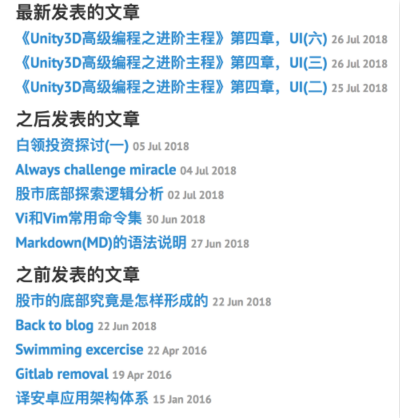 最新发表的文章
《Unity3D高级编程之进阶主程》第四章，UI(六) 26 Jul 2018
《Unity3D高级编程之进阶主程》第四章，UI(三) 26 Jul 2018
《Unity3D高级编程之进阶主程》第四章，UI(二) 25 Jul 2018
之后发表的文章
白领投资探讨(一) 05 Jul 2018
Always challenge miracle 04 Jul 2018
股市底部探索逻辑分析 02 Jul 2018
Vi和Vim常用命令集 30 Jun 2018
Markdown(MD)的语法说明 27 Jun 2018
之前发表的文章
股市的底部究竟是怎样形成的 22 Jun 2018
Back to blog 22 Jun 2018
Swimming excercise 22 Apr 2016
Gitlab removal 19 Apr 2016
译安卓应用架构体系 15 Jan 2016